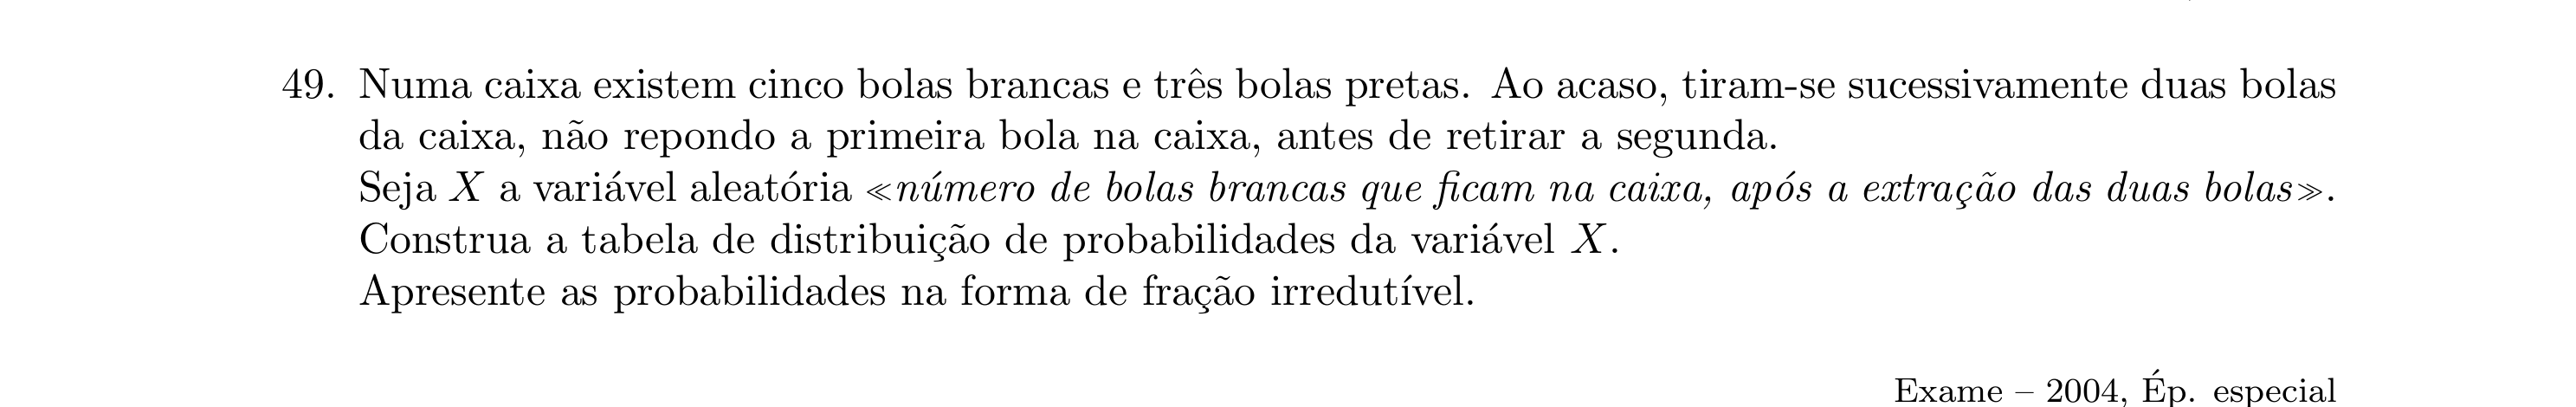 49. Numa caixa existem cinco bolas brancas e três bolas pretas. Ao acaso, tiram-se sucessivamente duas bolas
da caixa, não repondo a primeira bola na caixa, antes de retirar a segunda.
Seja X a variável aleatória ≪número de bolas brancas que ficam na caixa, após a extração das duas bolas≫.
Construa a tabela de distribuição de probabilidades da variável X.
Apresente as probabilidades na forma de fração irredutível.
Exame – 2004, Ép. especial